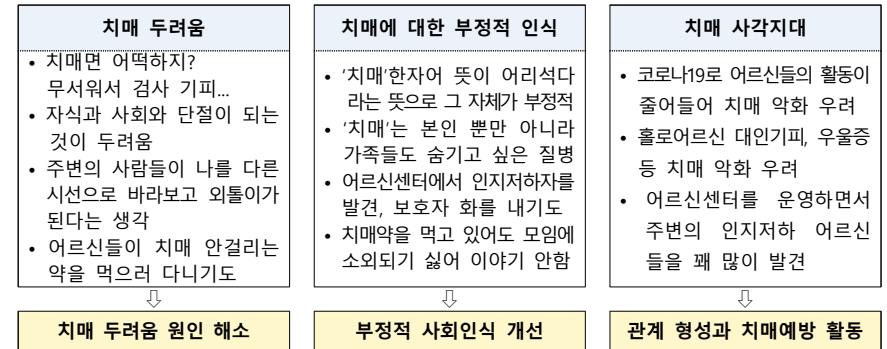 치매 두려움
• 치매면 어떡하지?
무서워서 검사 기피...
• 자식과 사회와 단절이 되는
것이 두려움
• 주변의 사람들이 나를 다른
시선으로 바라보고 외톨이가
된다는 생각
• 어르신들이 치매 안걸리는
약을 먹으러 다니기도
⇩
치매 두려움 원인 해소
치매에 대한 부정적 인식
• '치매'한자어 뜻이 어리석다
라는 뜻으로 그 자체가 부정적
• '치매'는 본인 뿐만 아니라
가족들도 숨기고 싶은 질병
• 어르신센터에서 인지저하자를
발견, 보호자 화를 내기도
• 치매약을 먹고 있어도 모임에
소외되기 싫어 이야기 안함
⇩
부정적 사회인식 개선
치매 사각지대
• 코로나19로 어르신들의 활동이
줄어들어 치매 악화 우려
• 홀로어르신 대인기피, 우울증
등 치매 악화 우려
• 어르신센터를 운영하면서
주변의 인지저하 어르신
들을 꽤 많이 발견
⇩
관계 형성과 치매예방 활동